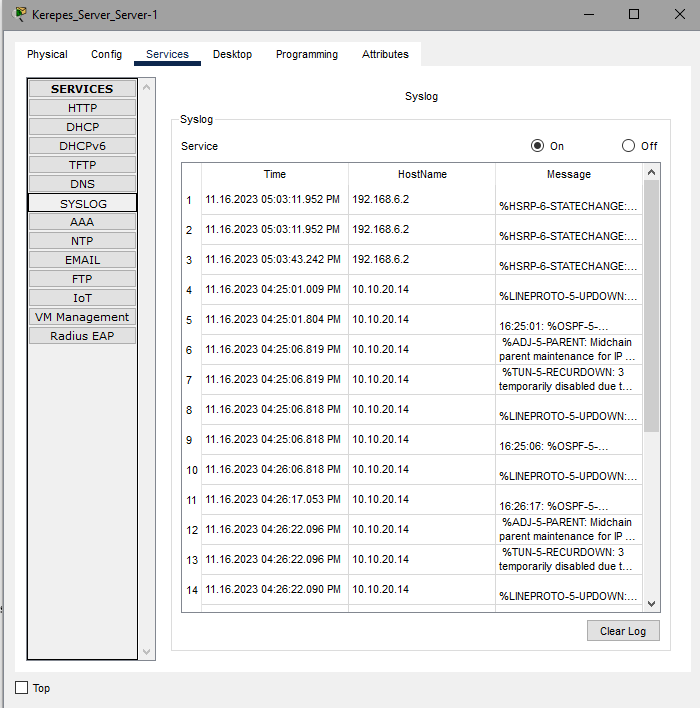 Kerepes_Server_Server-1
Physical Config Services Desktop Programming Attributes
SERVICES
HTTP
DHCP
DHCPv6
TFTP
DNS
SYSLOG
AAA
NTP
EMAIL
FTP
IoT
VM Management
Radius EAP
Syslog
Syslog
Service On Off
Time HostName Message
1 11.16.2023 05:03:11.952 PM 192.168.6.2 %HSRP-6-STATECHANGE:...
2 11.16.2023 05:03:11.952 PM 192.168.6.2 %HSRP-6-STATECHANGE:...
3 11.16.2023 05:03:43.242 PM 192.168.6.2 %HSRP-6-STATECHANGE:...
4 11.16.2023 04:25:01.009 PM 10.10.20.14 %LINEPROTO-5-UPDOWN:...
5 11.16.2023 04:25:01.804 PM 10.10.20.14 16:25:01: %OSPF-5-...
6 11.16.2023 04:25:06.819 PM 10.10.20.14 %ADJ-5-PARENT: Midchain
parent maintenance for IP ...
7 11.16.2023 04:25:06.819 PM 10.10.20.14 %TUN-5-RECURDOWN: 3
temporarily disabled due t...
8 11.16.2023 04:25:06.818 PM 10.10.20.14 %LINEPROTO-5-UPDOWN:...
9 11.16.2023 04:25:06.818 PM 10.10.20.14 16:25:06: %OSPF-5-...
10 11.16.2023 04:26:06.818 PM 10.10.20.14 %LINEPROTO-5-UPDOWN:...
11 11.16.2023 04:26:17.053 PM 10.10.20.14 16:26:17: %OSPF-5-...
12 11.16.2023 04:26:22.096 PM 10.10.20.14 %ADJ-5-PARENT: Midchain
parent maintenance for IP ...
13 11.16.2023 04:26:22.096 PM 10.10.20.14 %TUN-5-RECURDOWN: 3
temporarily disabled due t...
14 11.16.2023 04:26:22.090 PM 10.10.20.14 %LINEPROTO-5-UPDOWN:...
Clear Log
Top